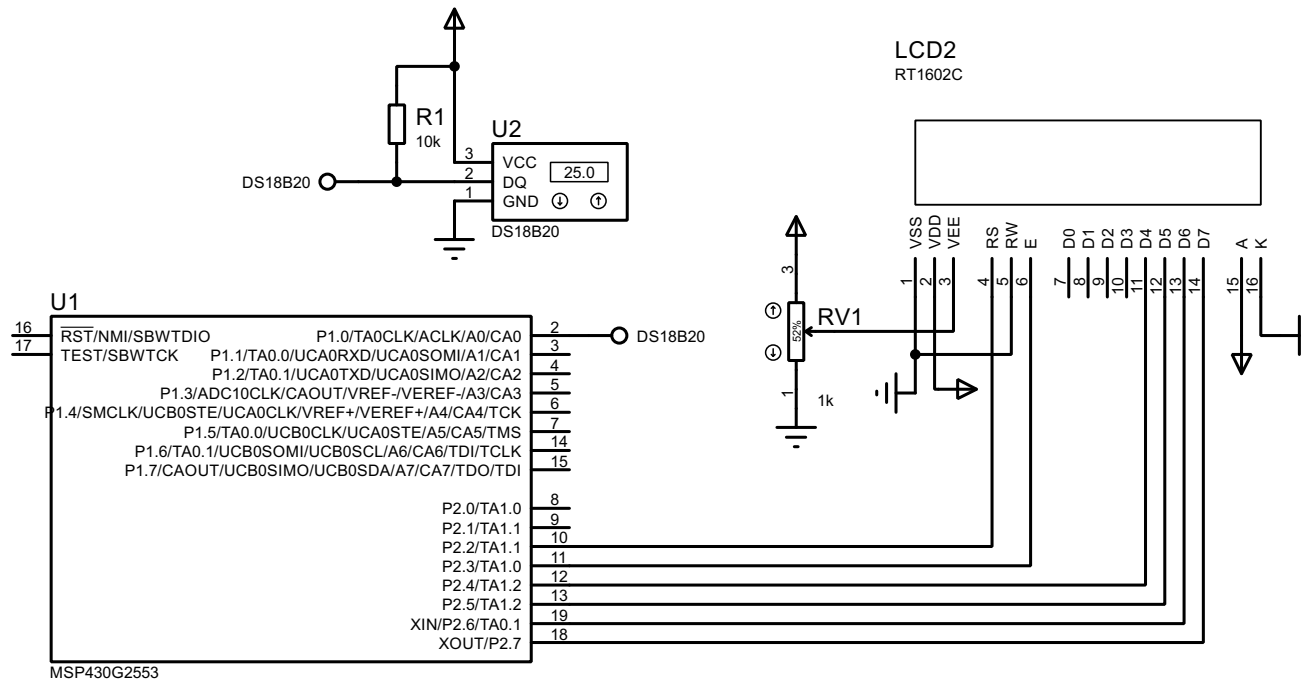 LCD2
RT1602C
R1
10k
U2
3 VCC
2 DQ
1 GND
25.0
DS18B20
DS18B20
VSS VDD VEE RS RW E D0 D1 D2 D3 D4 D5 D6 D7 A K
1 2 3 4 5 6 7 8 9 10 11 12 13 14 15 16
3
RV1
52%
1
1k
U1
16 RST/NMI/SBWTDIO P1.0/TA0CLK/ACLK/A0/CA0 2 DS18B20
17 TEST/SBWTCK P1.1/TA0.0/UCA0RXD/UCA0SOMI/A1/CA1 3
P1.2/TA0.1/UCA0TXD/UCA0SIMO/A2/CA2 4
P1.3/ADC10CLK/CAOUT/VREF-/VEREF-/A3/CA3 5
P1.4/SMCLK/UCB0STE/UCA0CLK/VREF+/VEREF+/A4/CA4/TCK 6
P1.5/TA0.0/UCB0CLK/UCA0STE/A5/CA5/TMS 7
P1.6/TA0.1/UCB0SOMI/UCB0SCL/A6/CA6/TDI/TCLK 14
P1.7/CAOUT/UCB0SIMO/UCB0SDA/A7/CA7/TDO/TDI 15
P2.0/TA1.0 8
P2.1/TA1.1 9
P2.2/TA1.1 10
P2.3/TA1.0 11
P2.4/TA1.2 12
P2.5/TA1.2 13
XIN/P2.6/TA0.1 19
XOUT/P2.7 18
MSP430G2553